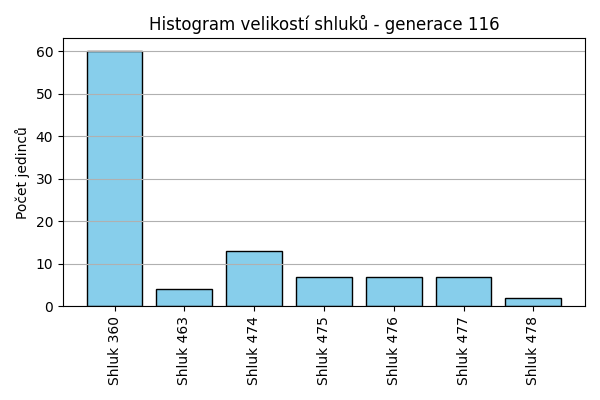 Histogram velikostí shluků - generace 116
Počet jedinců
60
50
40
30
20
10
0
Shluk 360
Shluk 463
Shluk 474
Shluk 475
Shluk 476
Shluk 477
Shluk 478